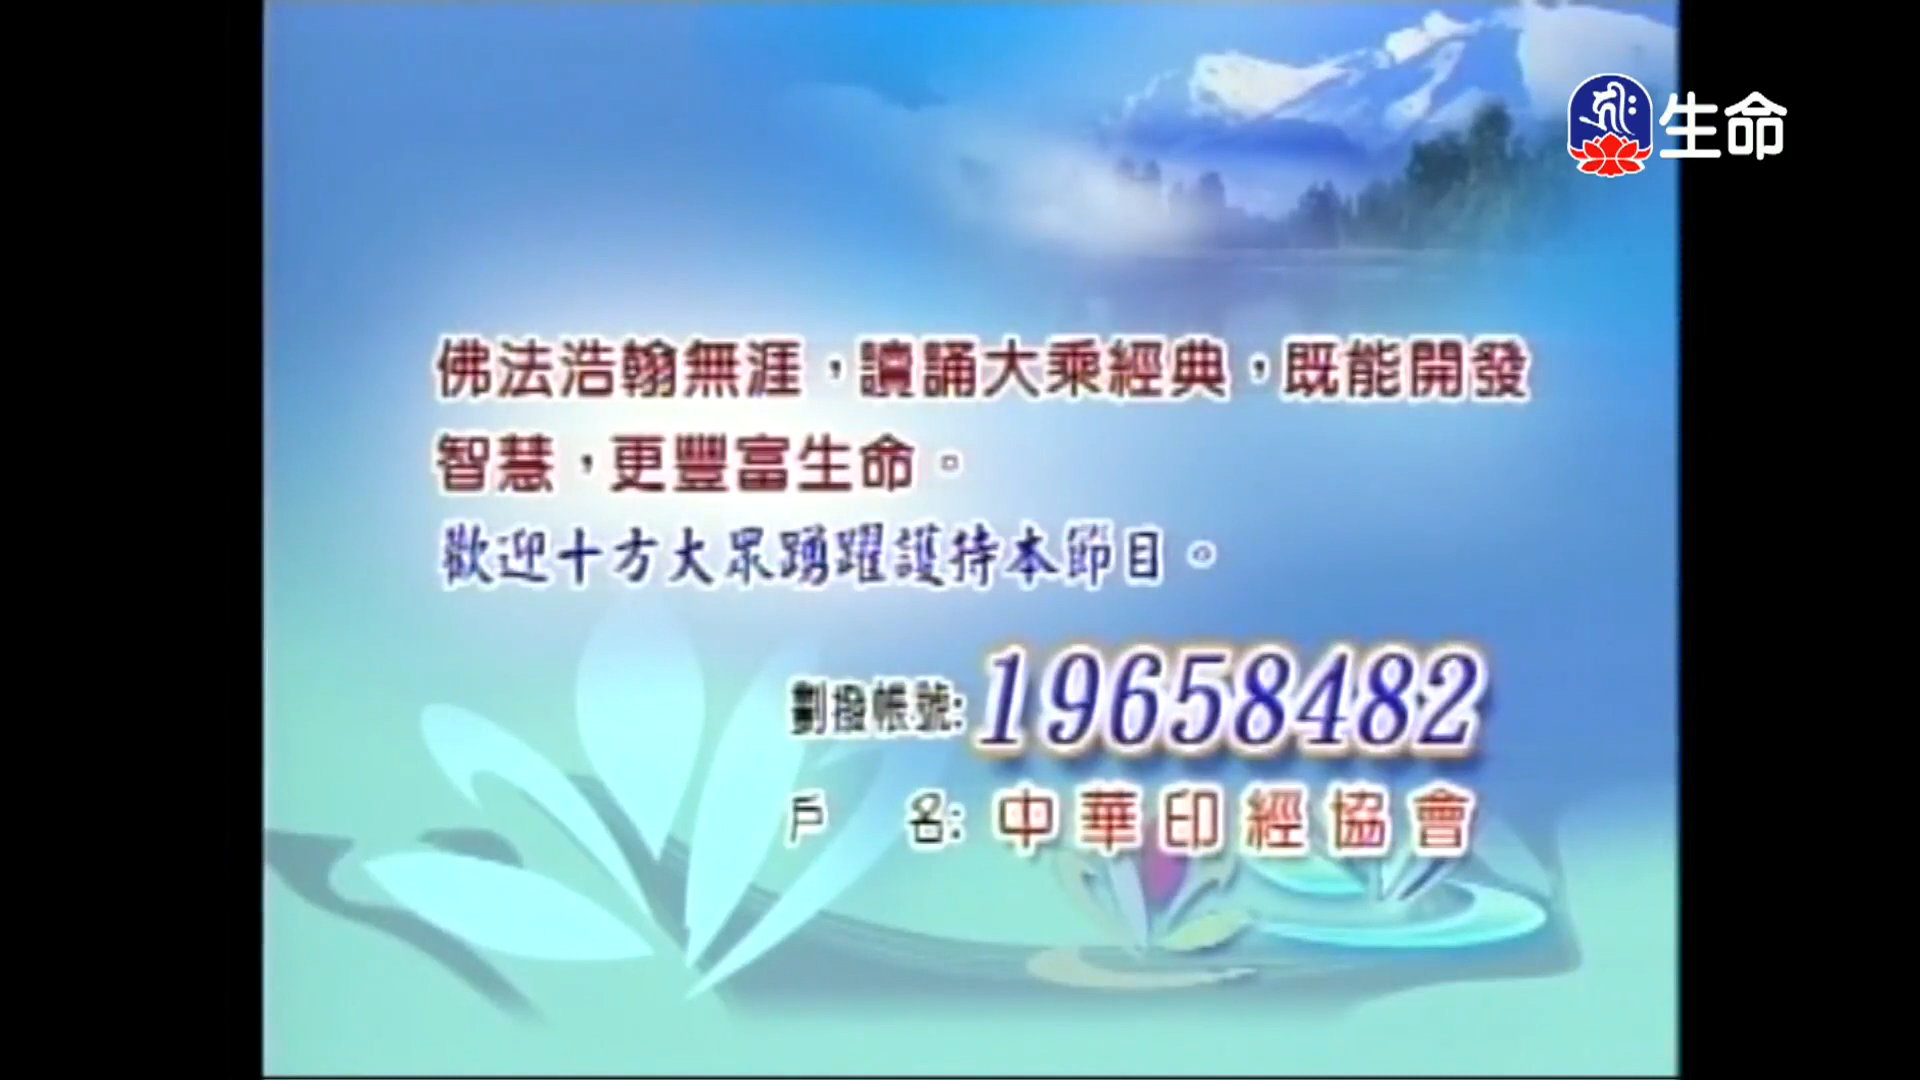 生命
佛法浩翰無涯，讀誦大乘經典，既能開發
智慧，更豐富生命。
歡迎十方大眾踴躍護持本節目。
劃撥帳號:19658482
戶 名:中華印經協會